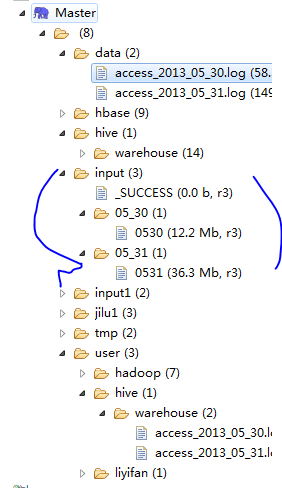 Master
(8)
data (2)
access_2013_05_30.log (58.
access_2013_05_31.log (149
hbase (9)
hive (1)
warehouse (14)
input (3)
_SUCCESS (0.0 b, r3)
05_30 (1)
0530 (12.2 Mb, r3)
05_31 (1)
0531 (36.3 Mb, r3)
input1 (2)
jilu1 (3)
tmp (2)
user (3)
hadoop (7)
hive (1)
warehouse (2)
access_2013_05_30.l
access_2013_05_31.l
liyifan (1)